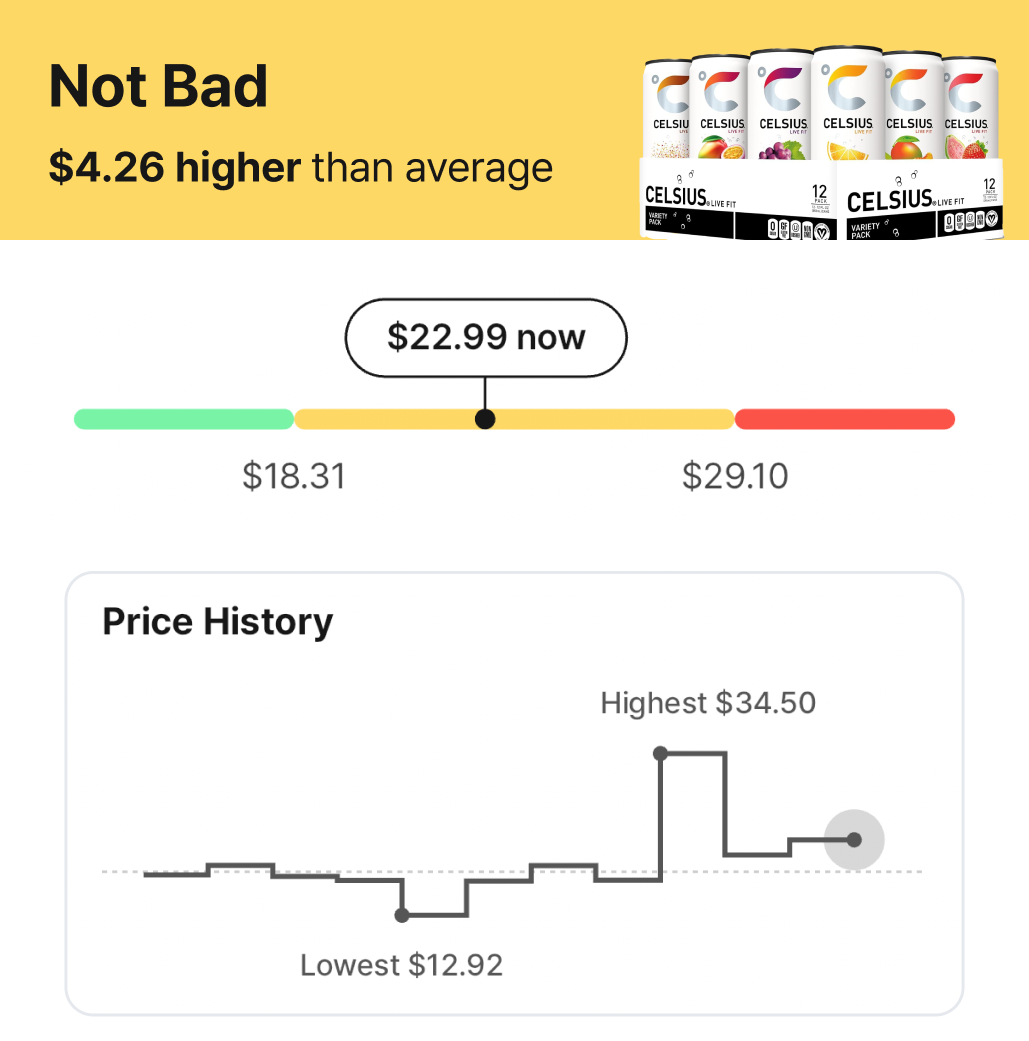 Not Bad
$4.26 higher than average
CELSIUS
LIVE FIT
CELSIUS
LIVE FIT
CELSIUS
LIVE FIT
CELSIUS
LIVE FIT
CELSIUS
LIVE FIT
CELSIUS
LIVE FIT
CELSIUS® LIVE FIT
12
PACK
VARIETY
PACK
CELSIUS® LIVE FIT
12
PACK
VARIETY
PACK
$22.99 now
$18.31
$29.10
Price History
Highest $34.50
Lowest $12.92